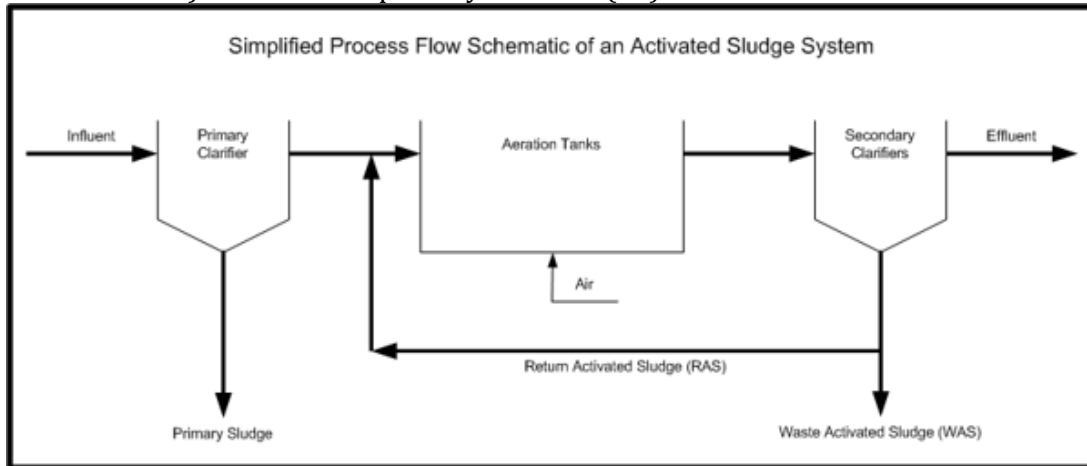 Simplified Process Flow Schematic of an Activated Sludge System
Influent
Primary
Clarifier
Aeration Tanks
Secondary
Clarifiers
Effluent
Air
Return Activated Sludge (RAS)
Primary Sludge
Waste Activated Sludge (WAS)